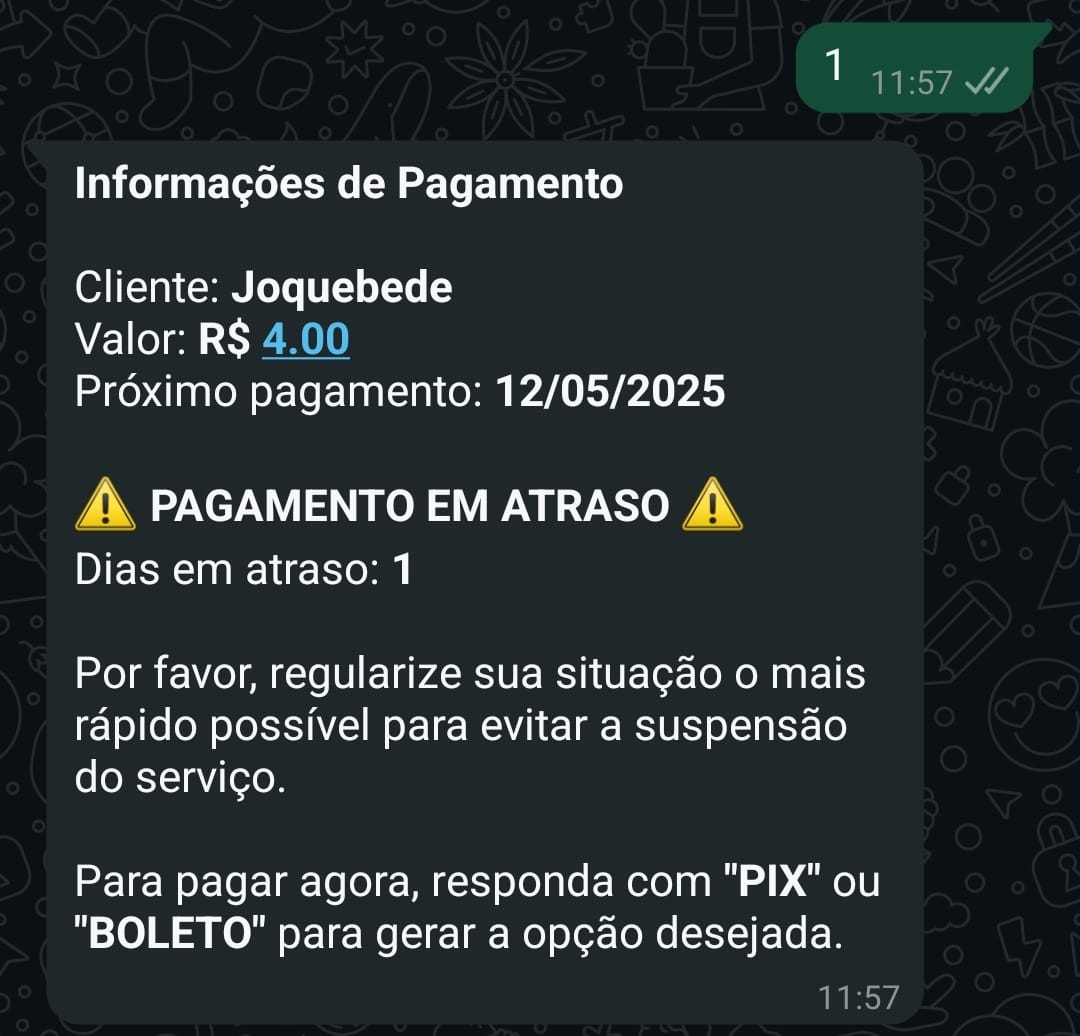 1
11:57
Informações de Pagamento
Cliente: Joquebede
Valor: R$ 4.00
Próximo pagamento: 12/05/2025
⚠️ PAGAMENTO EM ATRASO ⚠️
Dias em atraso: 1
Por favor, regularize sua situação o mais
rápido possível para evitar a suspensão
do serviço.
Para pagar agora, responda com "PIX" ou
"BOLETO" para gerar a opção desejada.
11:57